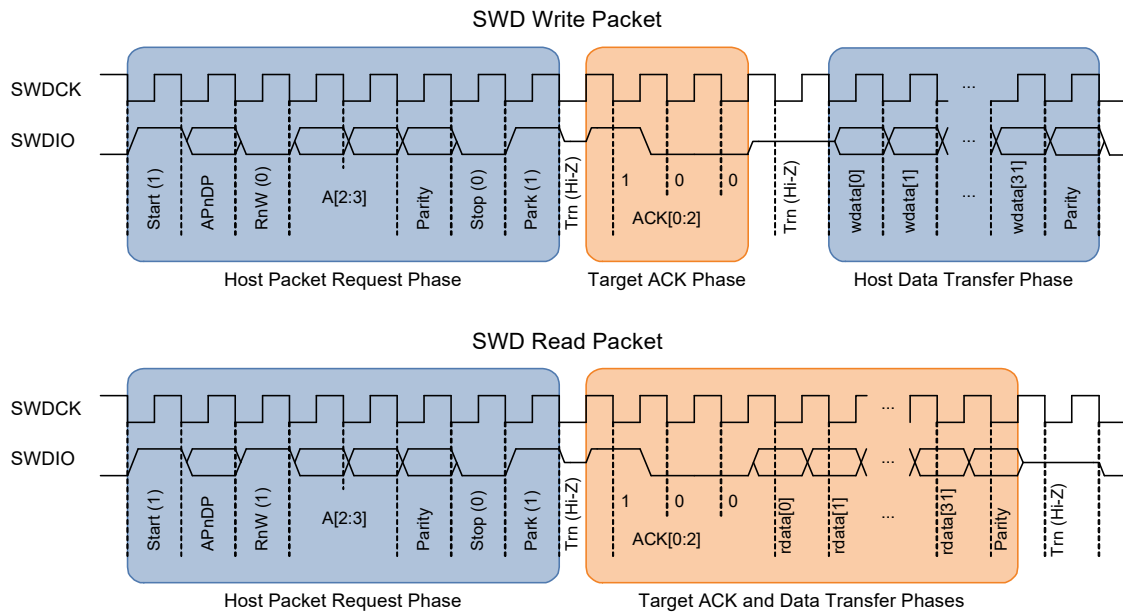 SWD Write Packet
SWDCK
...
SWDIO
Start (1)
APnDP
RnW (0)
A[2:3]
Parity
Stop (0)
Park (1)
Trn (Hi-Z)
1
0
0
ACK[0:2]
Trn (Hi-Z)
wdata[0]
wdata[1]
...
wdata[31]
Parity
Host Packet Request Phase
Target ACK Phase
Host Data Transfer Phase
SWD Read Packet
SWDCK
...
SWDIO
...
Start (1)
APnDP
RnW (1)
A[2:3]
Parity
Stop (0)
Park (1)
Trn (Hi-Z)
1
0
0
ACK[0:2]
rdata[0]
rdata[1]
...
rdata[31]
Parity
Trn (Hi-Z)
Host Packet Request Phase
Target ACK and Data Transfer Phases